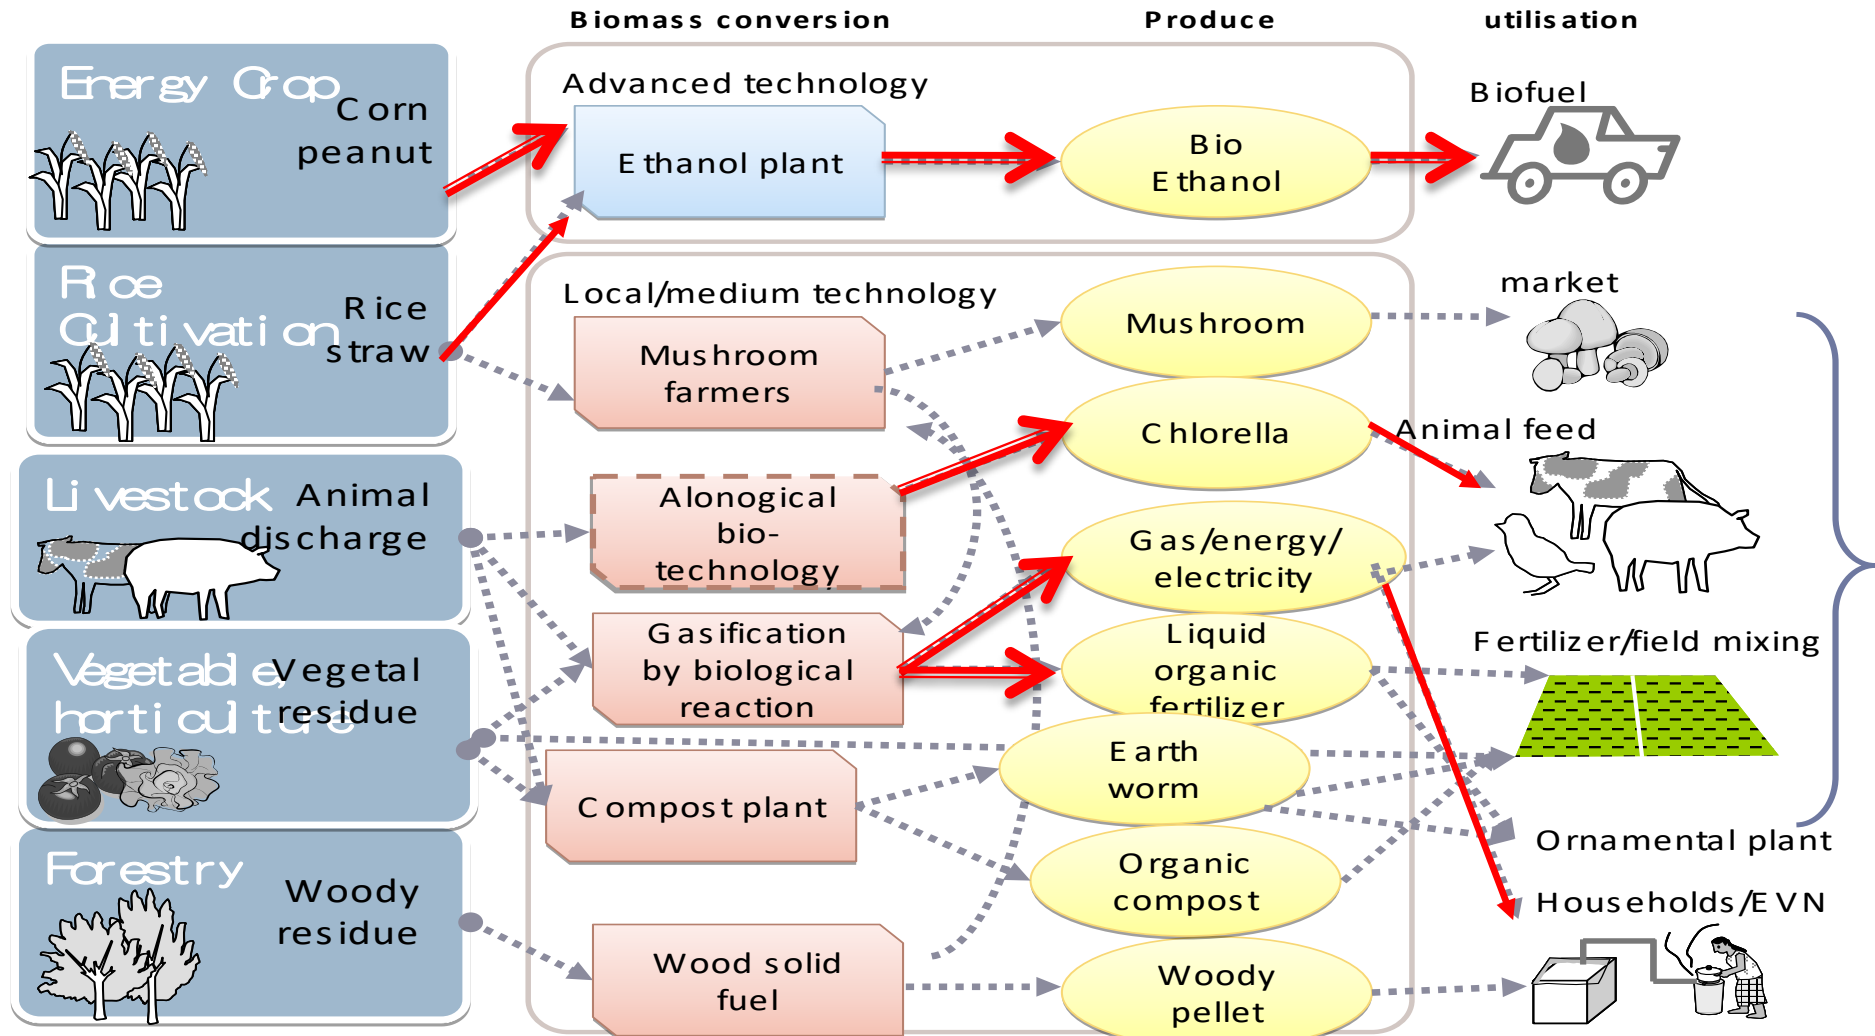 Biomass conversion
Produce
utilisation
Energy Crop
Corn
peanut
Advanced technology
Ethanol plant
Bio
Ethanol
Biofuel
Rice
Cultivation
Rice
straw
Local/medium technology
Mushroom
farmers
Mushroom
market
Chlorella
Animal feed
Livestock
Animal
discharge
Alonogical
bio-
technology
Gas/energy/
electricity
Vegetable,
horticulture
Vegetal
residue
Gasification
by biological
reaction
Liquid
organic
fertilizer
Fertilizer/field mixing
Compost plant
Earth
worm
Ornamental plant
Organic
compost
Forestry
Woody
residue
Wood solid
fuel
Woody
pellet
Households/EVN